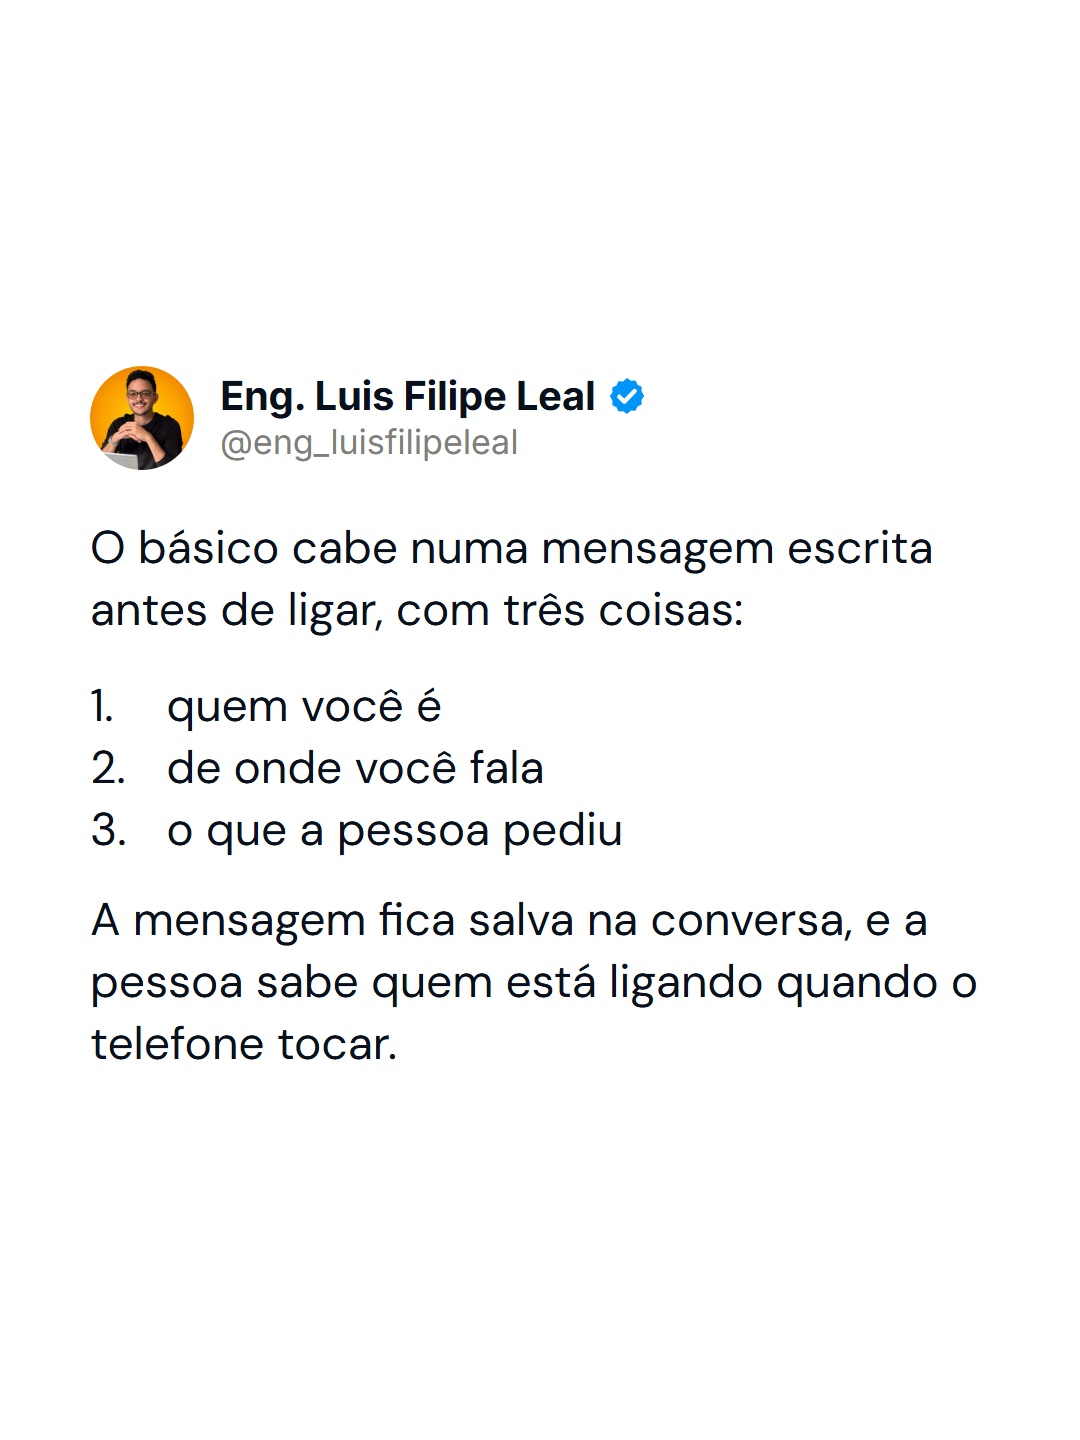 Eng. Luis Filipe Leal
@eng_luisfilipeleal
O básico cabe numa mensagem escrita
antes de ligar, com três coisas:
1. quem você é
2. de onde você fala
3. o que a pessoa pediu
A mensagem fica salva na conversa, e a
pessoa sabe quem está ligando quando o
telefone tocar.